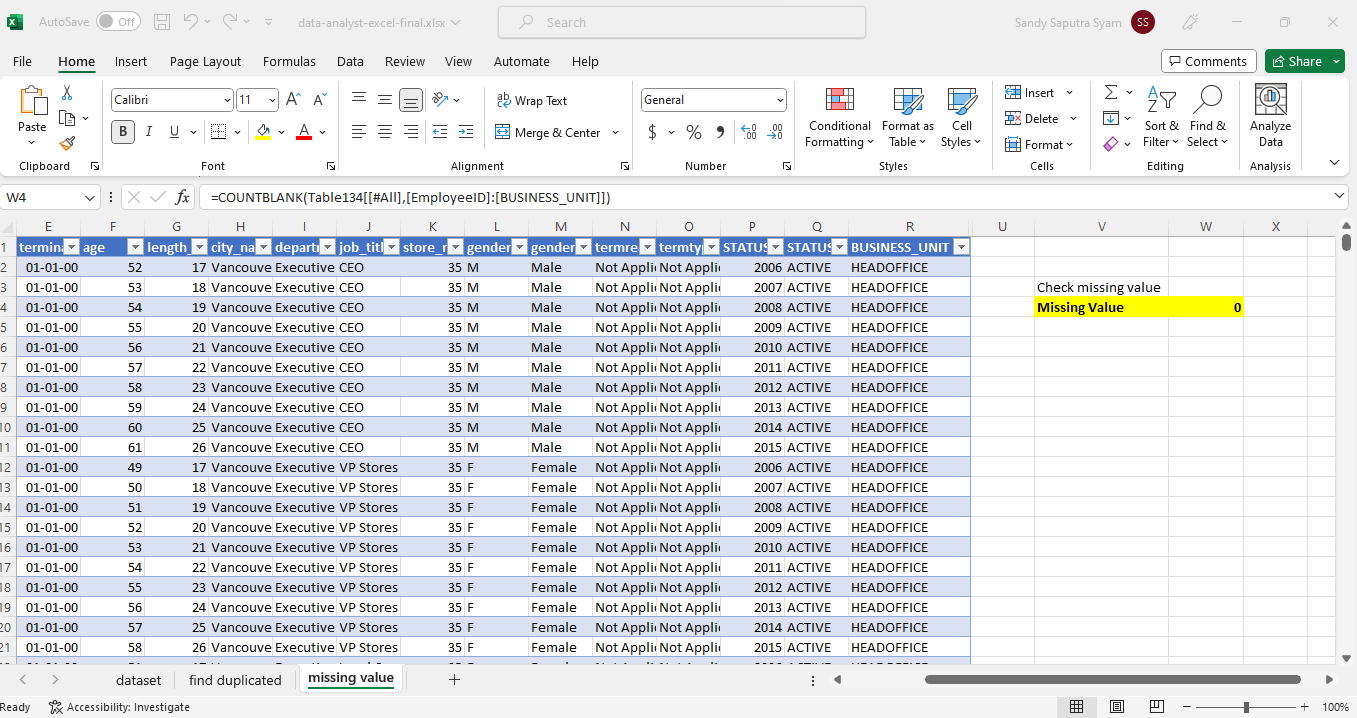 AutoSave Off data-analyst-excel-final.xlsx Search Sandy Saputra Syam SS
File Home Insert Page Layout Formulas Data Review View Automate Help Comments Share
Paste Calibri 11 Wrap Text General Conditional Formatting Format as Table Cell Styles Insert Sort & Filter Find & Select Analyze Data
B I U Merge & Center $ % Delete Format
Clipboard Font Alignment Number Styles Cells Editing Analysis
W4 fx =COUNTBLANK(Table134[[#All],[EmployeeID]:[BUSINESS_UNIT]])
E F G H I J K L M N O P Q R U V W X
1 termina age length_ city_na departm job_titl store_n gender gender termre termty STATUS STATUS BUSINESS_UNIT
2 01-01-00 52 17 Vancouve Executive CEO 35 M Male Not Appli Not Appli 2006 ACTIVE HEADOFFICE
3 01-01-00 53 18 Vancouve Executive CEO 35 M Male Not Appli Not Appli 2007 ACTIVE HEADOFFICE Check missing value
4 01-01-00 54 19 Vancouve Executive CEO 35 M Male Not Appli Not Appli 2008 ACTIVE HEADOFFICE Missing Value 0
5 01-01-00 55 20 Vancouve Executive CEO 35 M Male Not Appli Not Appli 2009 ACTIVE HEADOFFICE
6 01-01-00 56 21 Vancouve Executive CEO 35 M Male Not Appli Not Appli 2010 ACTIVE HEADOFFICE
7 01-01-00 57 22 Vancouve Executive CEO 35 M Male Not Appli Not Appli 2011 ACTIVE HEADOFFICE
8 01-01-00 58 23 Vancouve Executive CEO 35 M Male Not Appli Not Appli 2012 ACTIVE HEADOFFICE
9 01-01-00 59 24 Vancouve Executive CEO 35 M Male Not Appli Not Appli 2013 ACTIVE HEADOFFICE
10 01-01-00 60 25 Vancouve Executive CEO 35 M Male Not Appli Not Appli 2014 ACTIVE HEADOFFICE
11 01-01-00 61 26 Vancouve Executive CEO 35 M Male Not Appli Not Appli 2015 ACTIVE HEADOFFICE
12 01-01-00 49 17 Vancouve Executive VP Stores 35 F Female Not Appli Not Appli 2006 ACTIVE HEADOFFICE
13 01-01-00 50 18 Vancouve Executive VP Stores 35 F Female Not Appli Not Appli 2007 ACTIVE HEADOFFICE
14 01-01-00 51 19 Vancouve Executive VP Stores 35 F Female Not Appli Not Appli 2008 ACTIVE HEADOFFICE
15 01-01-00 52 20 Vancouve Executive VP Stores 35 F Female Not Appli Not Appli 2009 ACTIVE HEADOFFICE
16 01-01-00 53 21 Vancouve Executive VP Stores 35 F Female Not Appli Not Appli 2010 ACTIVE HEADOFFICE
17 01-01-00 54 22 Vancouve Executive VP Stores 35 F Female Not Appli Not Appli 2011 ACTIVE HEADOFFICE
18 01-01-00 55 23 Vancouve Executive VP Stores 35 F Female Not Appli Not Appli 2012 ACTIVE HEADOFFICE
19 01-01-00 56 24 Vancouve Executive VP Stores 35 F Female Not Appli Not Appli 2013 ACTIVE HEADOFFICE
20 01-01-00 57 25 Vancouve Executive VP Stores 35 F Female Not Appli Not Appli 2014 ACTIVE HEADOFFICE
21 01-01-00 58 26 Vancouve Executive VP Stores 35 F Female Not Appli Not Appli 2015 ACTIVE HEADOFFICE
dataset find duplicated missing value
Ready Accessibility: Investigate 100%